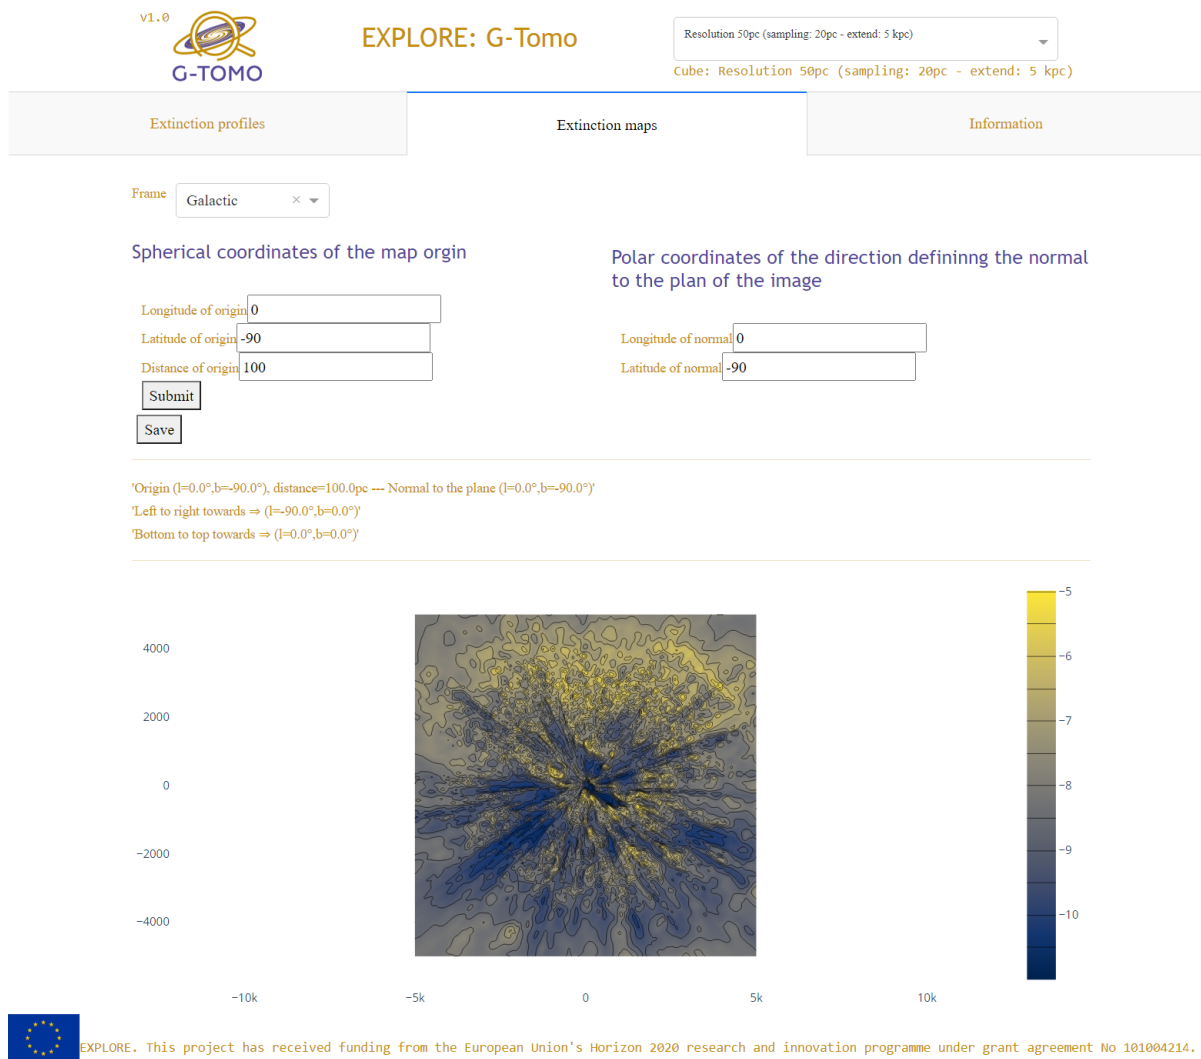 v1.0
G-TOMO
EXPLORE: G-Tomo
Resolution 50pc (sampling: 20pc - extend: 5 kpc)
Cube: Resolution 50pc (sampling: 20pc - extend: 5 kpc)
Extinction profiles
Extinction maps
Information
Frame
Galactic
×
Spherical coordinates of the map orgin
Longitude of origin 0
Latitude of origin -90
Distance of origin 100
Submit
Save
Polar coordinates of the direction defininng the normal
to the plan of the image
Longitude of normal 0
Latitude of normal -90
'Origin (l=0.0°,b=-90.0°), distance=100.0pc --- Normal to the plane (l=0.0°,b=-90.0°)'
'Left to right towards ⇒ (l=-90.0°,b=0.0°)'
'Bottom to top towards ⇒ (l=0.0°,b=0.0°)'
4000
2000
0
−2000
−4000
−10k
−5k
0
5k
10k
−5
−6
−7
−8
−9
−10
EXPLORE. This project has received funding from the European Union's Horizon 2020 research and innovation programme under grant agreement No 101004214.